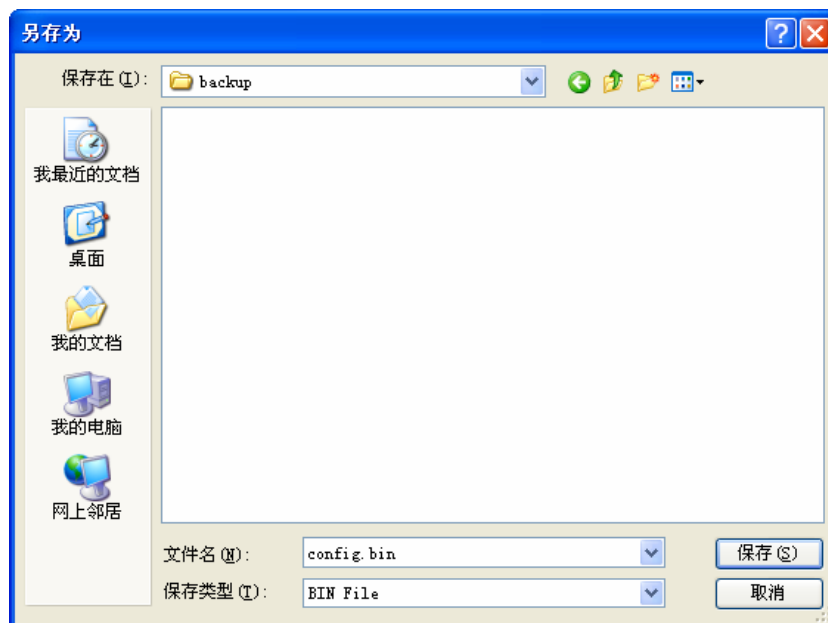 另存为
保存在(I):
backup
我最近的文档
桌面
我的文档
我的电脑
网上邻居
文件名(N):
config.bin
保存(S)
保存类型(T):
BIN File
取消